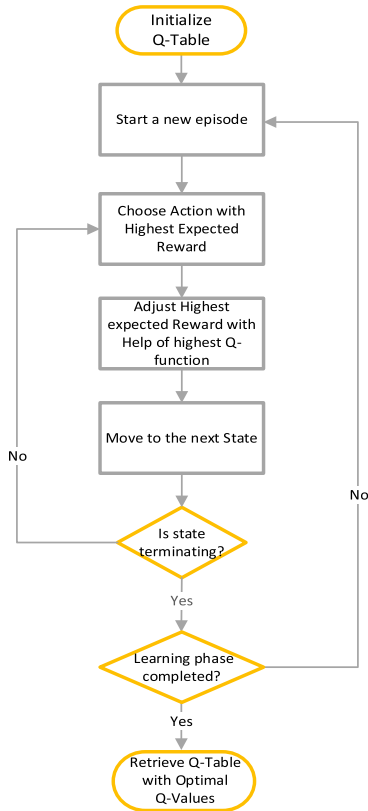 Initialize
Q-Table
Start a new episode
Choose Action with
Highest Expected
Reward
Adjust Highest
expected Reward with
Help of highest Q-
function
Move to the next State
No
No
Is state
terminating?
Yes
Learning phase
completed?
Yes
Retrieve Q-Table
with Optimal
Q-Values